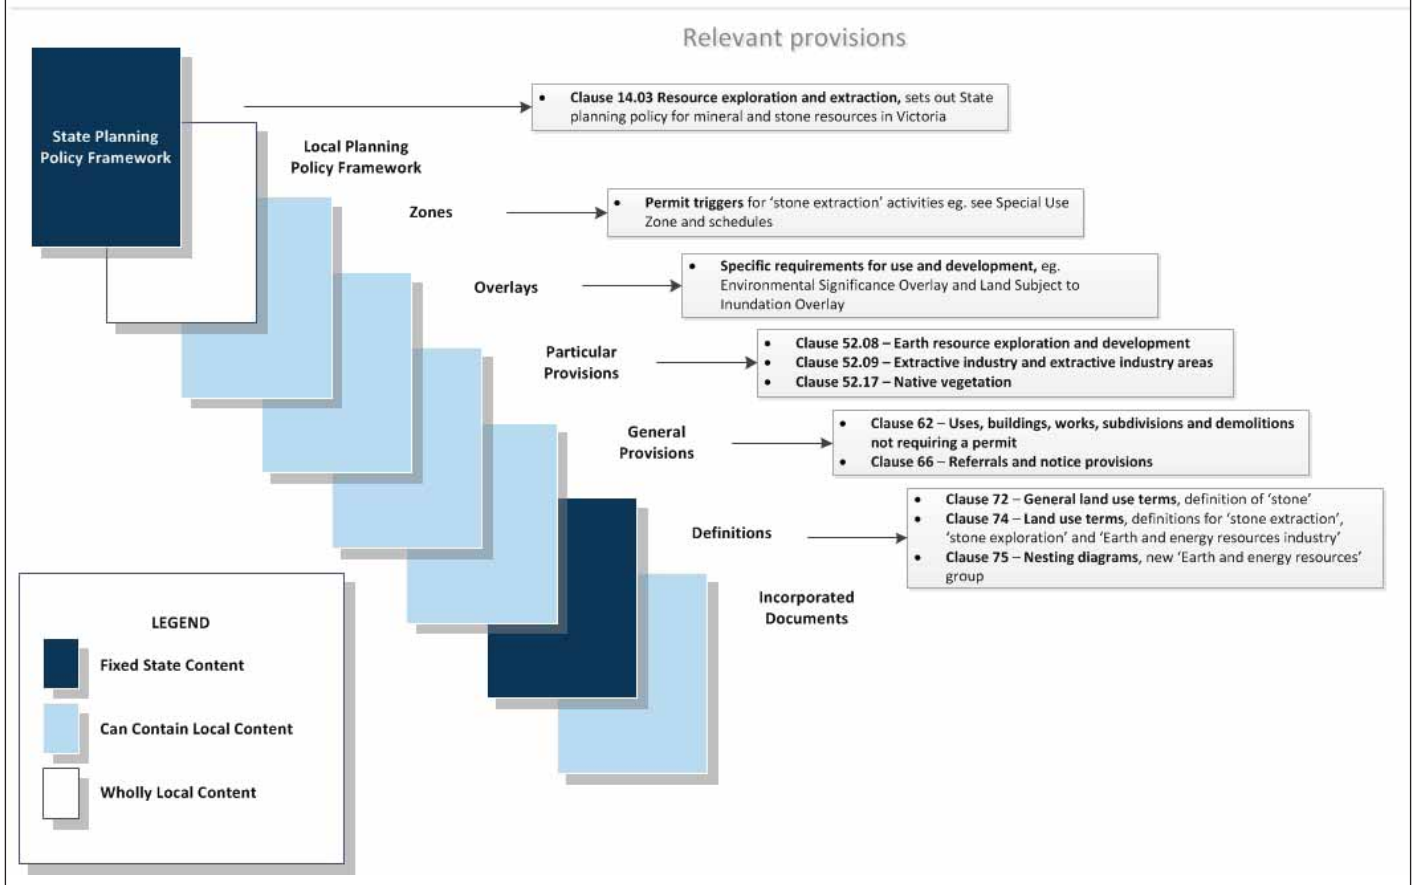 Relevant provisions
State Planning
Policy Framework
• Clause 14.03 Resource exploration and extraction, sets out State
planning policy for mineral and stone resources in Victoria
Local Planning
Policy Framework
Zones
• Permit triggers for ‘stone extraction’ activities eg. see Special Use
Zone and schedules
Overlays
• Specific requirements for use and development, eg.
Environmental Significance Overlay and Land Subject to
Inundation Overlay
Particular
Provisions
• Clause 52.08 – Earth resource exploration and development
• Clause 52.09 – Extractive industry and extractive industry areas
• Clause 52.17 – Native vegetation
General
Provisions
• Clause 62 – Uses, buildings, works, subdivisions and demolitions
not requiring a permit
• Clause 66 – Referrals and notice provisions
Definitions
• Clause 72 – General land use terms, definition of ‘stone’
• Clause 74 – Land use terms, definitions for ‘stone extraction’,
‘stone exploration’ and ‘Earth and energy resources industry’
• Clause 75 – Nesting diagrams, new ‘Earth and energy resources’
group
Incorporated
Documents
LEGEND
Fixed State Content
Can Contain Local Content
Wholly Local Content